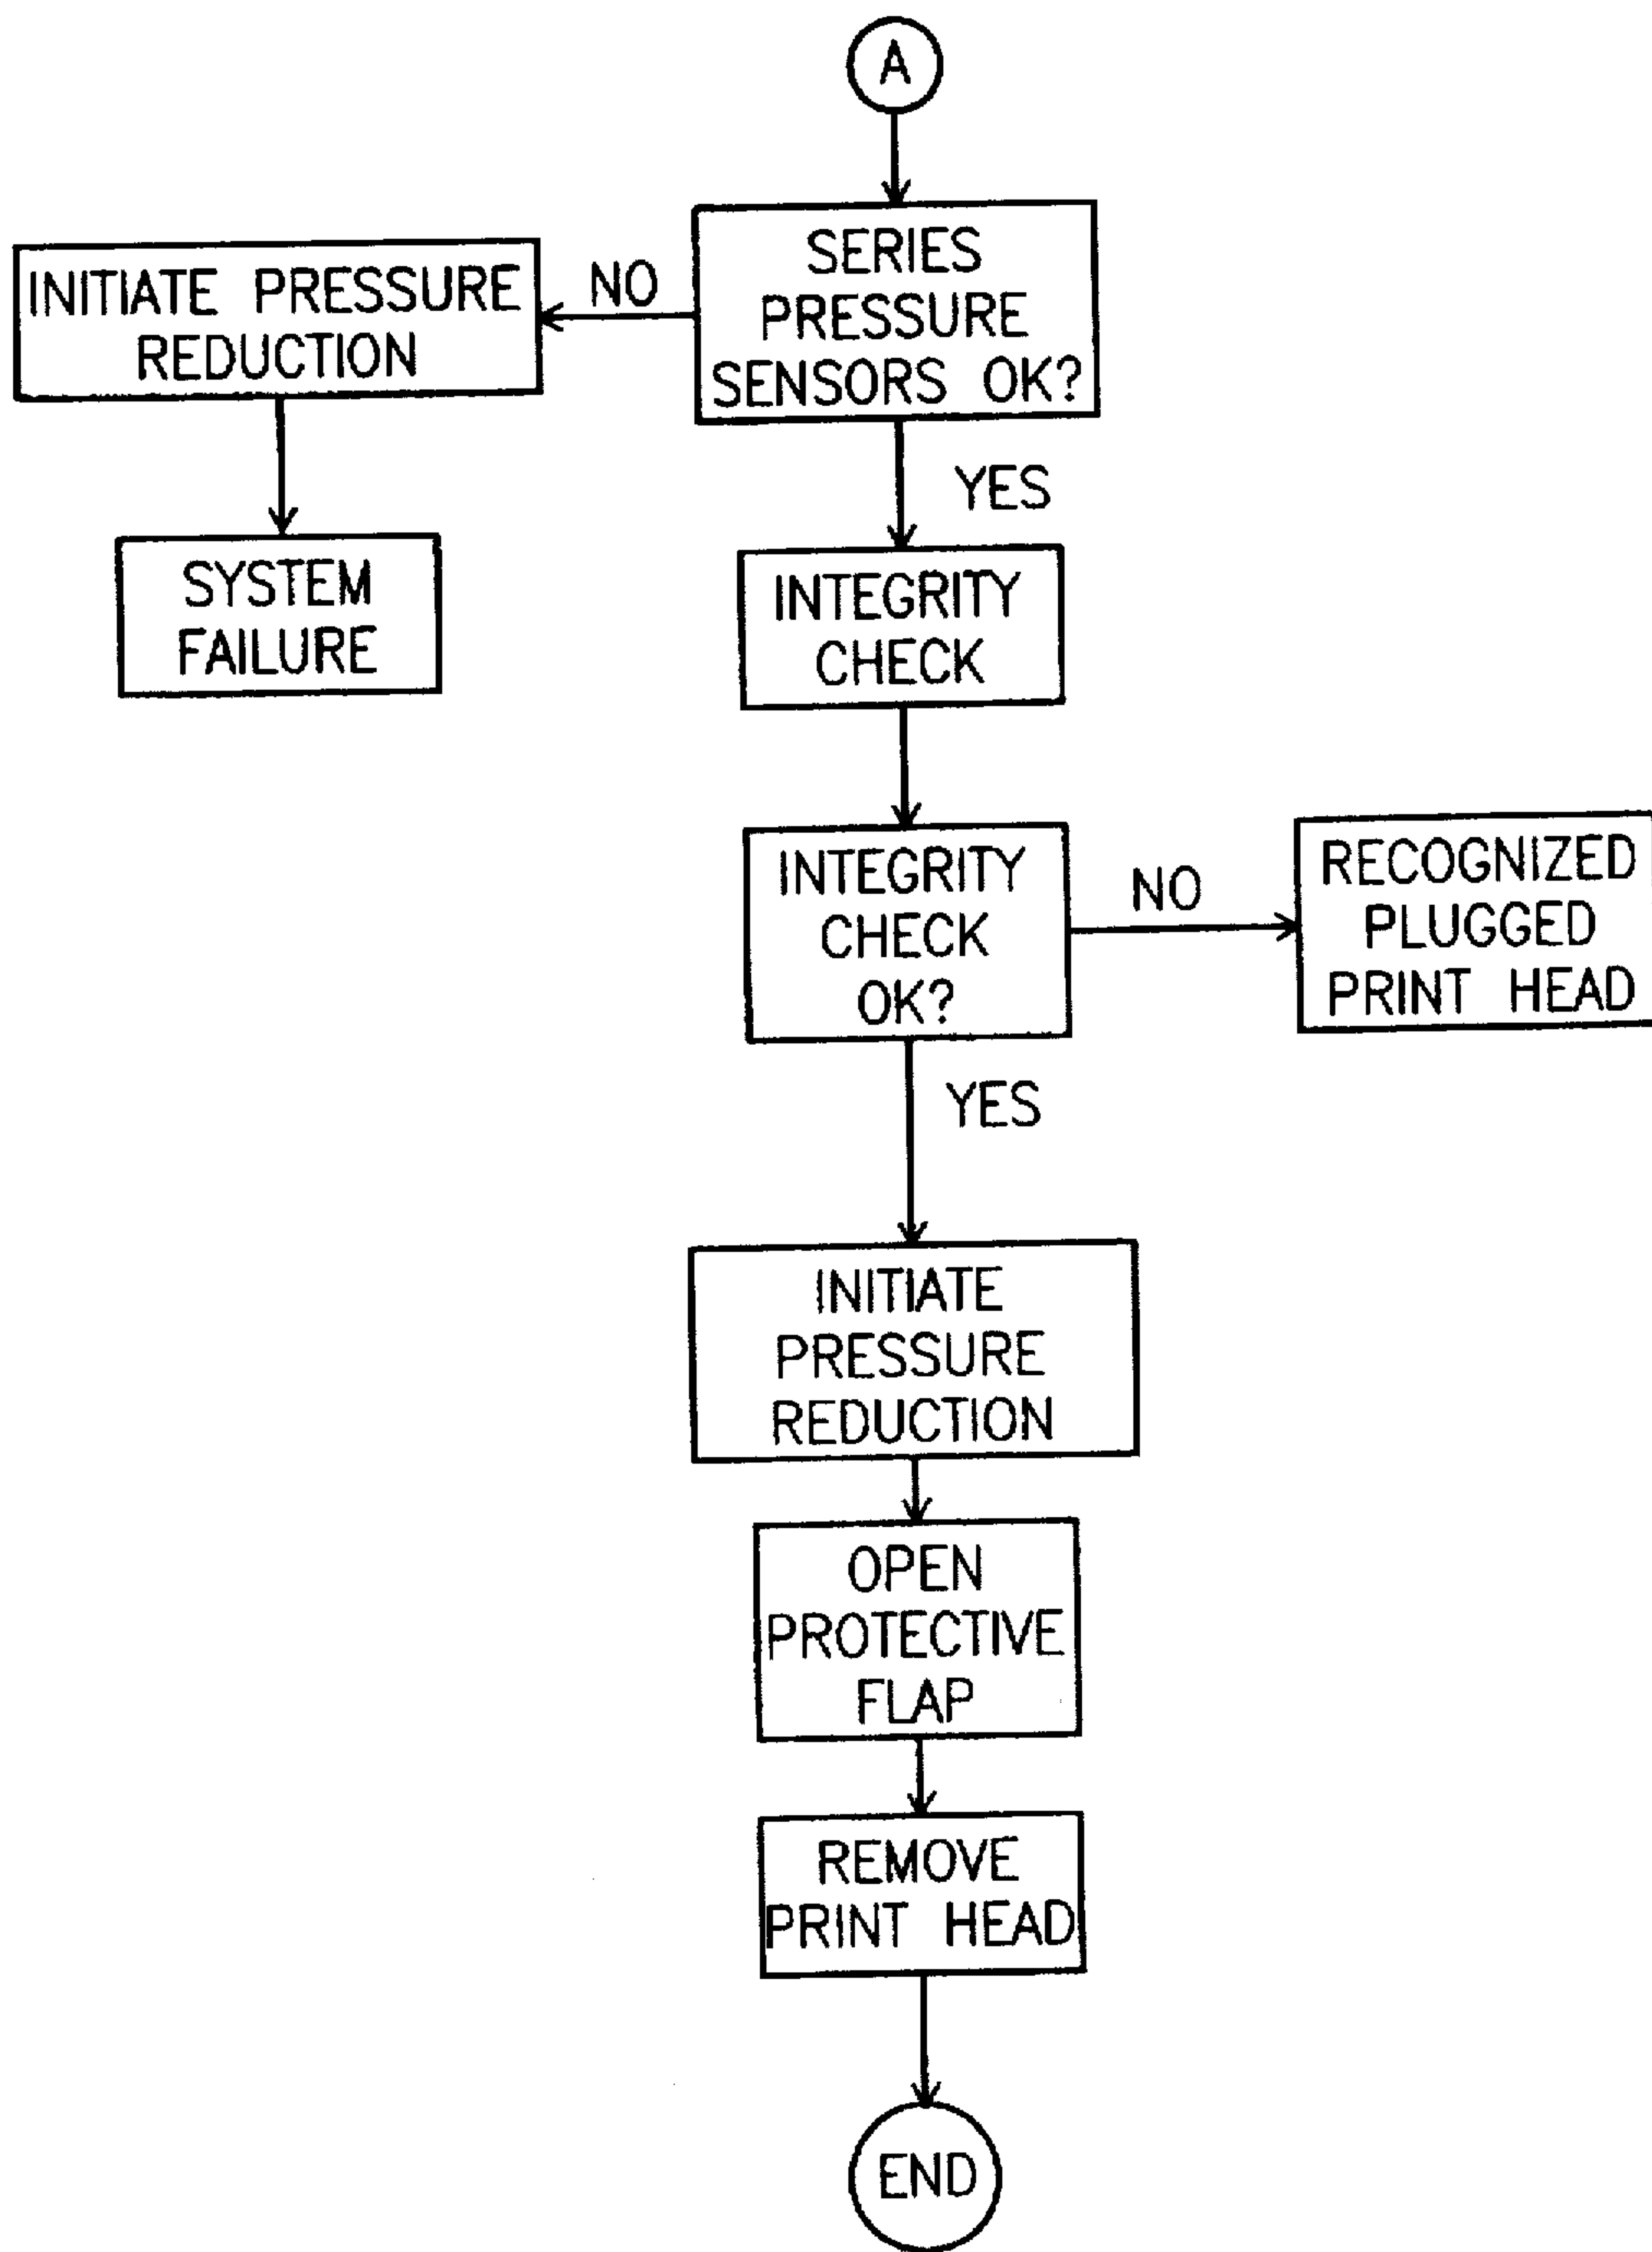 A
SERIES
PRESSURE
SENSORS OK?
NO
INITIATE PRESSURE
REDUCTION
SYSTEM
FAILURE
YES
INTEGRITY
CHECK
INTEGRITY
CHECK
OK?
NO
RECOGNIZED
PLUGGED
PRINT HEAD
YES
INITIATE
PRESSURE
REDUCTION
OPEN
PROTECTIVE
FLAP
REMOVE
PRINT HEAD
END